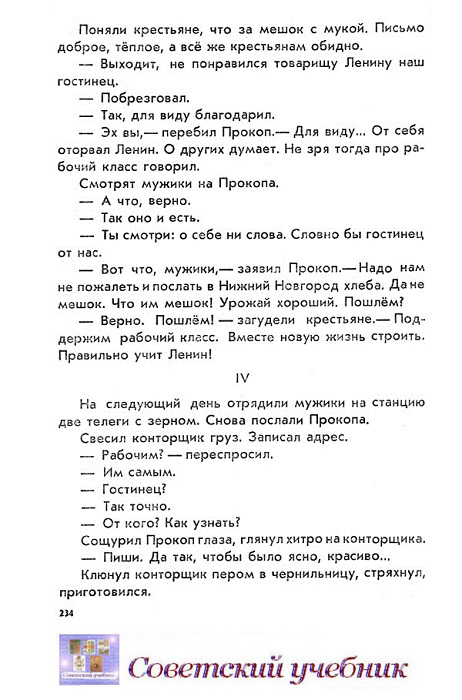 Поняли крестьяне, что за мешок с мукой. Письмо
доброе, тёплое, а всё же крестьянам обидно.
— Выходит, не понравился товарищу Ленину наш
гостинец.
— Побрезговал.
— Так, для виду благодарил.
— Эх вы,— перебил Прокоп.— Для виду... От себя
оторвал Ленин. О других думает. Не зря тогда про ра-
бочий класс говорил.
Смотрят мужики на Прокопа.
— А что, верно.
— Так оно и есть.
— Ты смотри: о себе ни слова. Словно бы гостинец
от нас.
— Вот что, мужики,— заявил Прокоп.— Надо нам
не пожалеть и послать в Нижний Новгород хлеба. Да не
мешок. Что им мешок! Урожай хороший. Пошлём?
— Верно. Пошлём! — загудели крестьяне.— Под-
держим рабочий класс. Вместе новую жизнь строить.
Правильно учит Ленин!
IV
На следующий день отрядили мужики на станцию
две телеги с зерном. Снова послали Прокопа.
Свесил конторщик груз. Записал адрес.
— Рабочим? — переспросил.
— Им самым.
— Гостинец?
— Так точно.
— От кого? Как узнать?
Сощурил Прокоп глаза, глянул хитро на конторщика.
— Пиши. Да так, чтобы было ясно, красиво...
Клюнул конторщик пером в чернильницу, стряхнул,
приготовился.
234
Советский учебник
Советский учебник